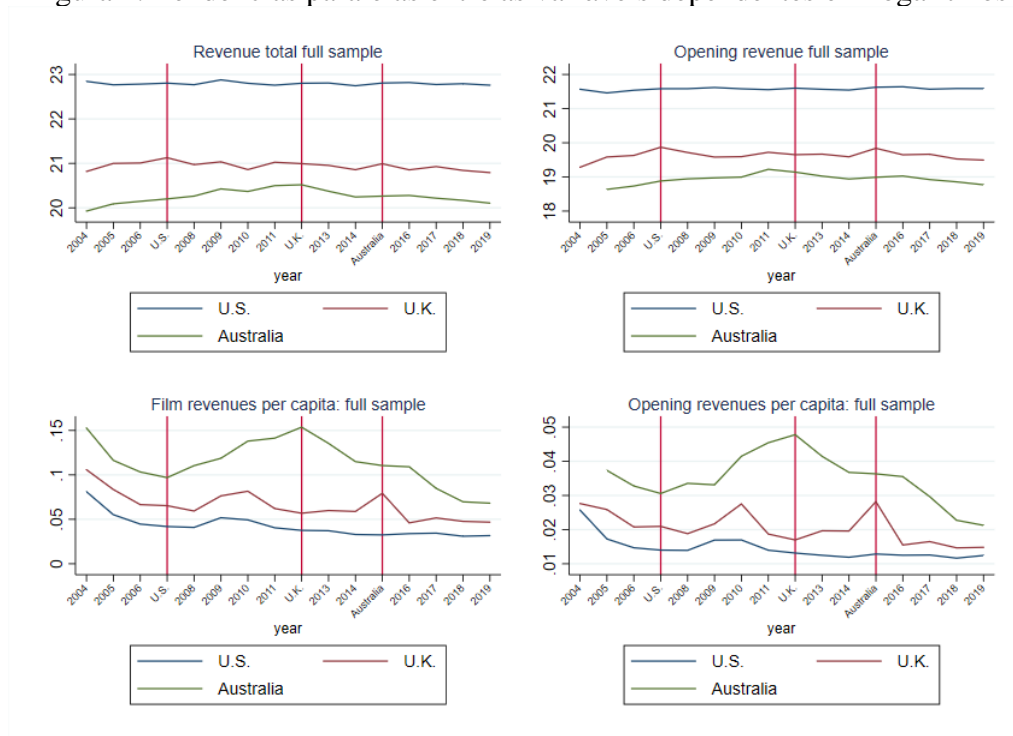 Revenue total full sample
23
22
21
20
2004 2005 U.S. 2008 2009 2010 2011 U.K. 2013 2014 Australia 2016 2017 2018 2019
year
U.S. U.K.
Australia
Opening revenue full sample
22
21
20
19
18
2004 2005 U.S. 2008 2009 2010 2011 U.K. 2013 2014 Australia 2016 2017 2018 2019
year
U.S. U.K.
Australia
Film revenues per capita: full sample
.15
.1
.05
0
2004 2005 2006 U.S. 2008 2009 2010 2011 U.K. 2013 2014 Australia 2016 2017 2018 2019
year
U.S. U.K.
Australia
Opening revenues per capita: full sample
.05
.04
.03
.02
.01
2004 2005 2006 U.S. 2008 2009 2010 2011 U.K. 2013 2014 Australia 2016 2017 2018 2019
year
U.S. U.K.
Australia